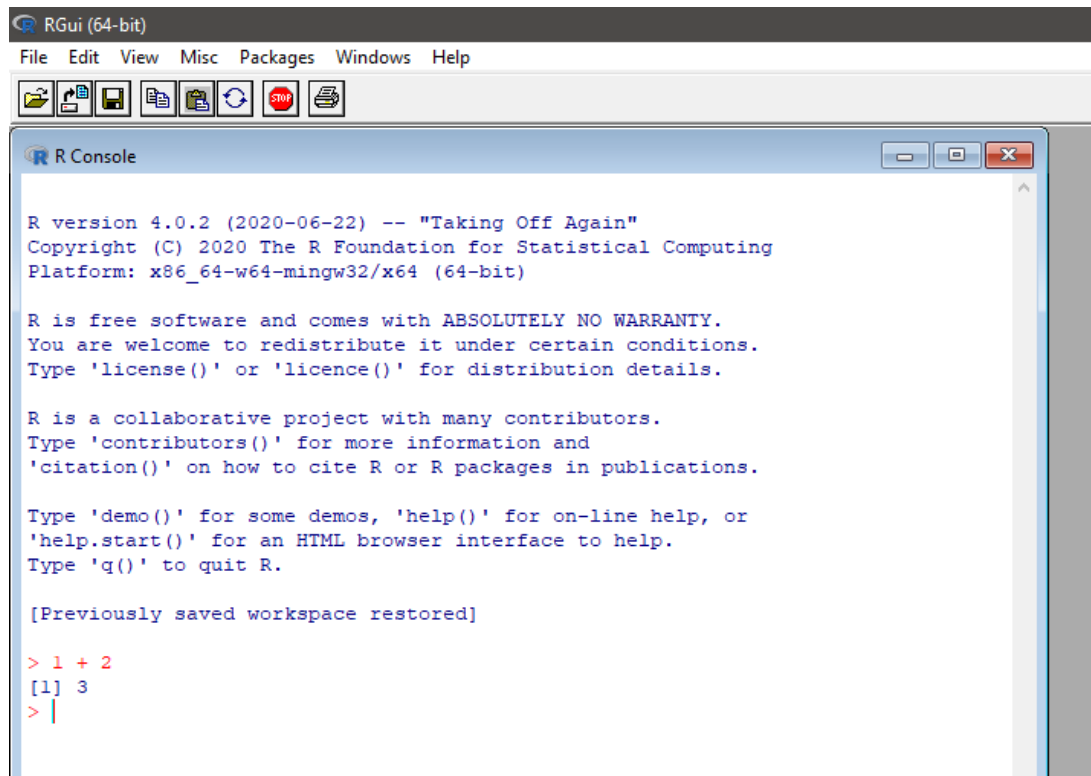 RGui (64-bit)
File Edit View Misc Packages Windows Help
STOP
R Console
R version 4.0.2 (2020-06-22) -- "Taking Off Again"
Copyright (C) 2020 The R Foundation for Statistical Computing
Platform: x86_64-w64-mingw32/x64 (64-bit)
R is free software and comes with ABSOLUTELY NO WARRANTY.
You are welcome to redistribute it under certain conditions.
Type 'license()' or 'licence()' for distribution details.
R is a collaborative project with many contributors.
Type 'contributors()' for more information and
'citation()' on how to cite R or R packages in publications.
Type 'demo()' for some demos, 'help()' for on-line help, or
'help.start()' for an HTML browser interface to help.
Type 'q()' to quit R.
[Previously saved workspace restored]
> 1 + 2
[1] 3
>